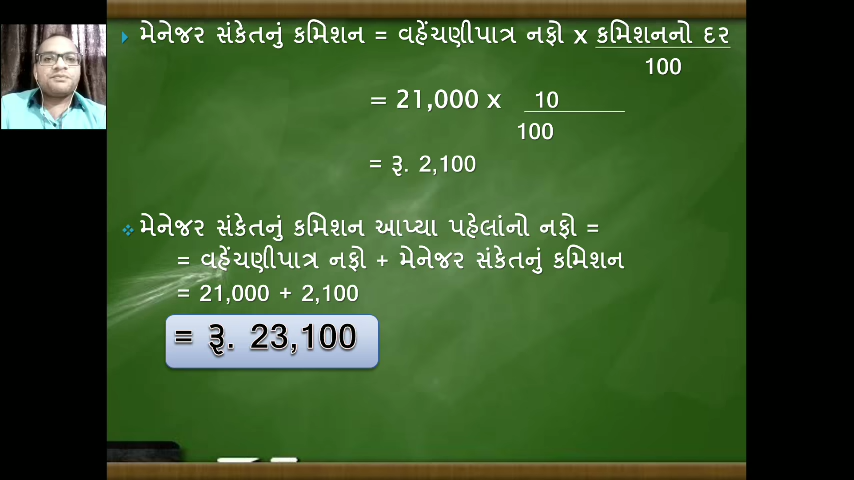 મેનેજર સંકેતનું કમિશન = વહેંચણીપાત્ર નફો x કમિશનનો દર
100
= 21,000 x 10
100
= રૂ. 2,100
મેનેજર સંકેતનું કમિશન આપ્યા પહેલાંનો નફો =
= વહેંચણીપાત્ર નફો + મેનેજર સંકેતનું કમિશન
= 21,000 + 2,100
= રૂ. 23,100